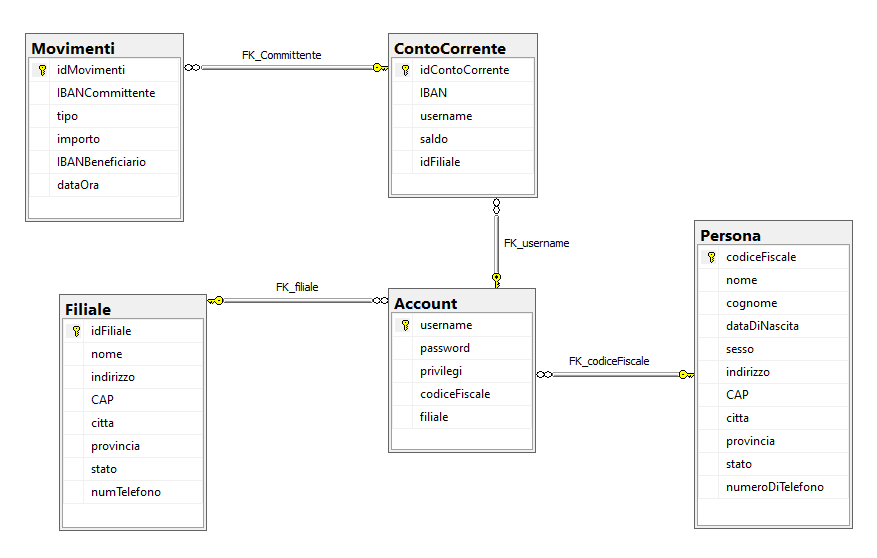 Movimenti
idMovimenti
IBANCommittente
tipo
importo
IBANBeneficiario
dataOra
FK_Committente
ContoCorrente
idContoCorrente
IBAN
username
saldo
idFiliale
FK_username
Persona
codiceFiscale
nome
cognome
dataDiNascita
sesso
indirizzo
CAP
citta
provincia
stato
numeroDiTelefono
FK_filiale
Filiale
idFiliale
nome
indirizzo
CAP
citta
provincia
stato
numTelefono
Account
username
password
privilegi
codiceFiscale
filiale
FK_codiceFiscale